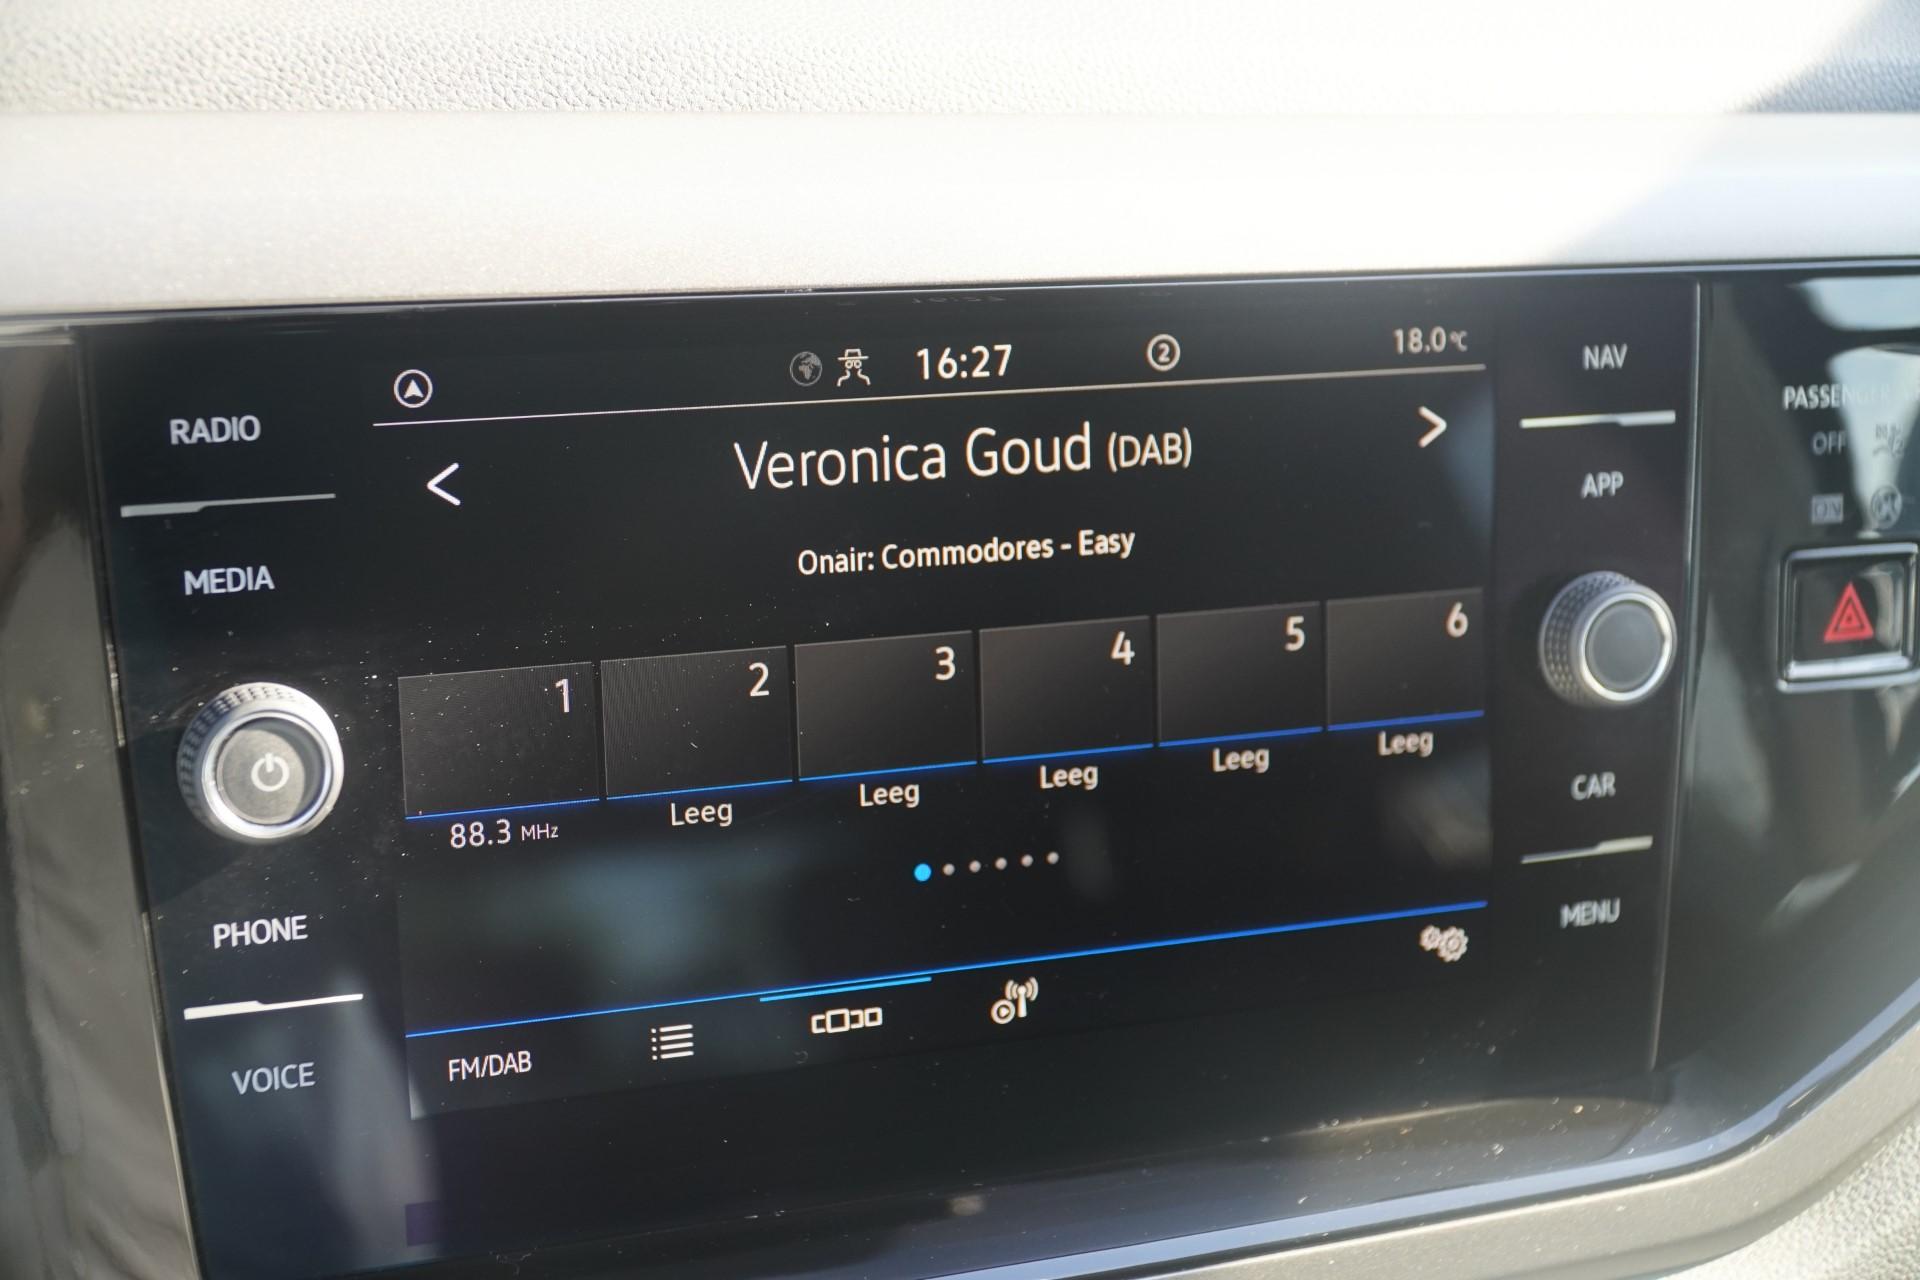 RADIO
MEDIA
PHONE
VOICE
16:27
2
18.0°C
< Veronica Goud (DAB) >
Onair: Commodores - Easy
1 2 3 4 5 6
88.3 MHz Leeg Leeg Leeg Leeg Leeg
FM/DAB
NAV
APP
CAR
MENU
PASSENGER
OFF
ON